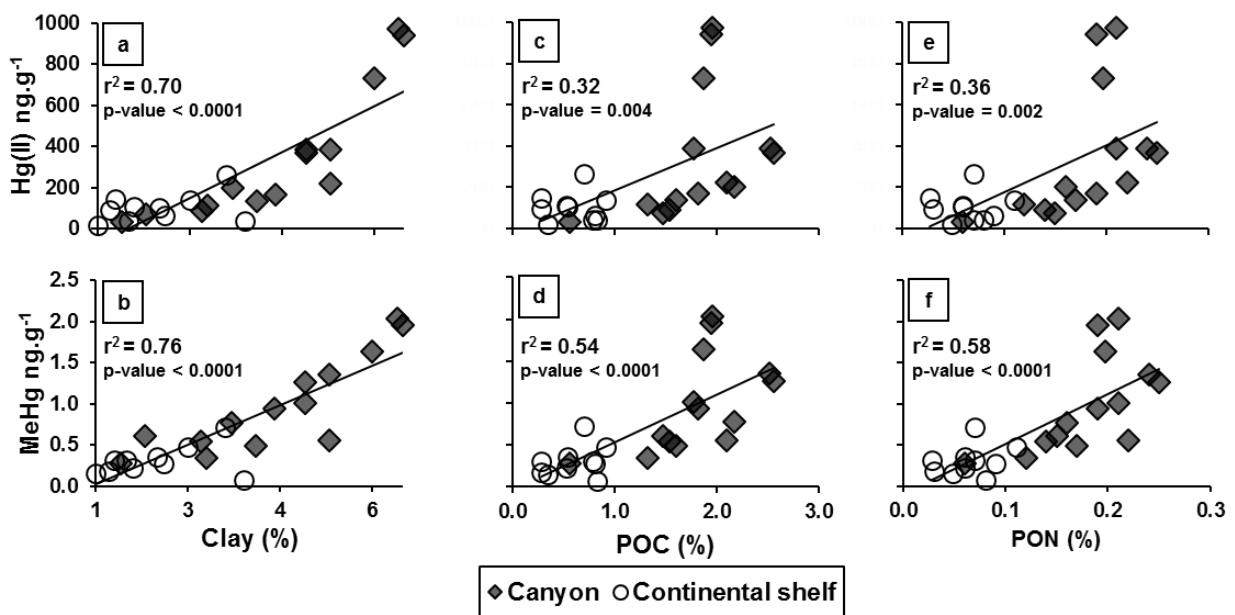 Hg(II) ng.g-1
1000
800
600
400
200
0
a
r2 = 0.70
p-value < 0.0001
c
r2 = 0.32
p-value = 0.004
e
r2 = 0.36
p-value = 0.002
MeHg ng.g-1
2.5
2.0
1.5
1.0
0.5
0.0
b
r2 = 0.76
p-value < 0.0001
d
r2 = 0.54
p-value < 0.0001
f
r2 = 0.58
p-value < 0.0001
1 3 4 6
0.0 1.0 2.0 3.0
0.0 0.1 0.2 0.3
Clay (%)
POC (%)
PON (%)
Canyon Continental shelf